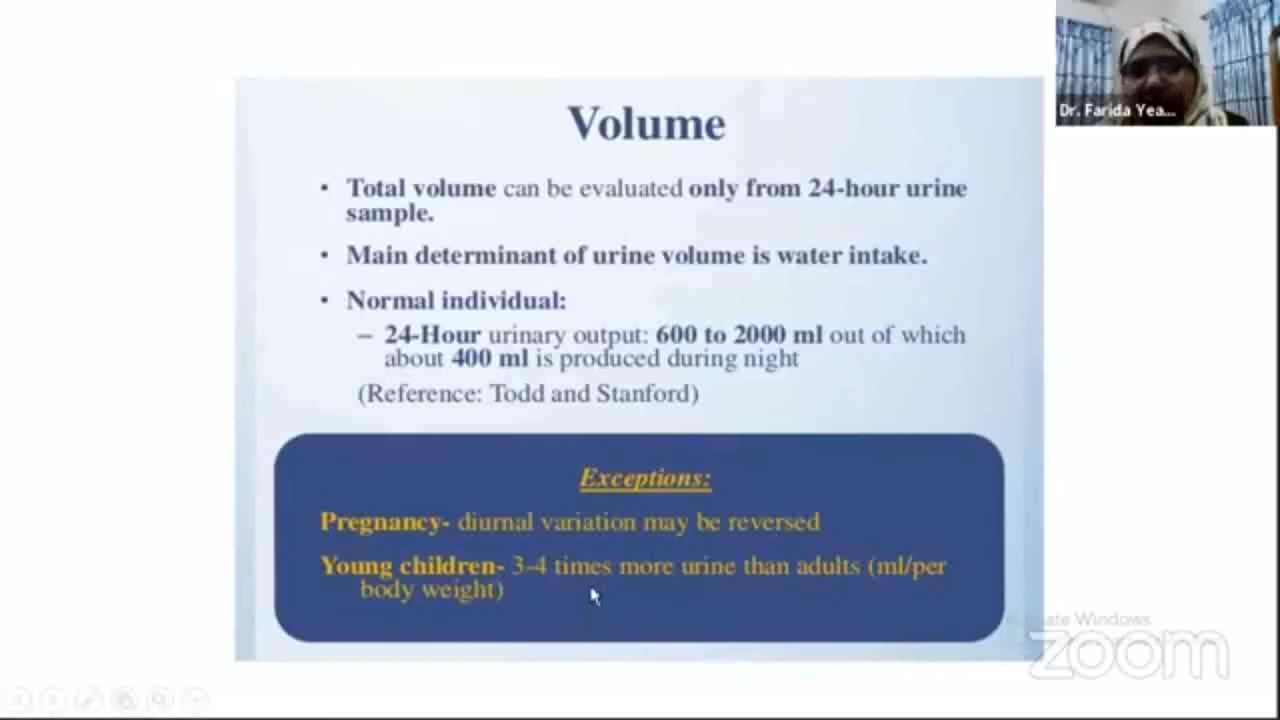 Dr. Farida Yea...
Volume
• Total volume can be evaluated only from 24-hour urine
sample.
• Main determinant of urine volume is water intake.
• Normal individual:
– 24-Hour urinary output: 600 to 2000 ml out of which
about 400 ml is produced during night
(Reference: Todd and Stanford)
Exceptions:
Pregnancy- diurnal variation may be reversed
Young children- 3-4 times more urine than adults (ml/per
body weight)
Windows
zoom